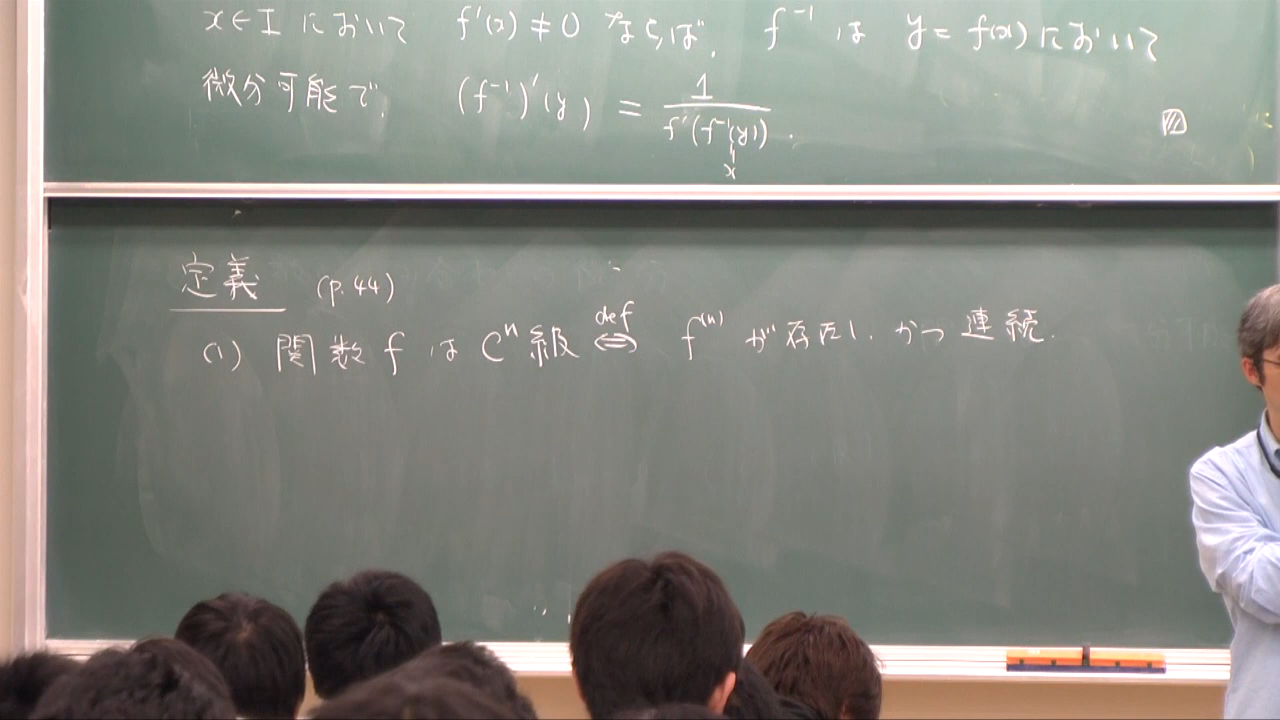 x∈I において f'(x) ≠ 0 ならば, f⁻¹ は y = f(x) において
微分可能で, (f⁻¹)'(y) = 1/f'(f⁻¹(y)).
x
定義 (p.44)
(1) 関数 f は Cⁿ級 ⇔ def f⁽ⁿ⁾ が存在し, かつ 連続.